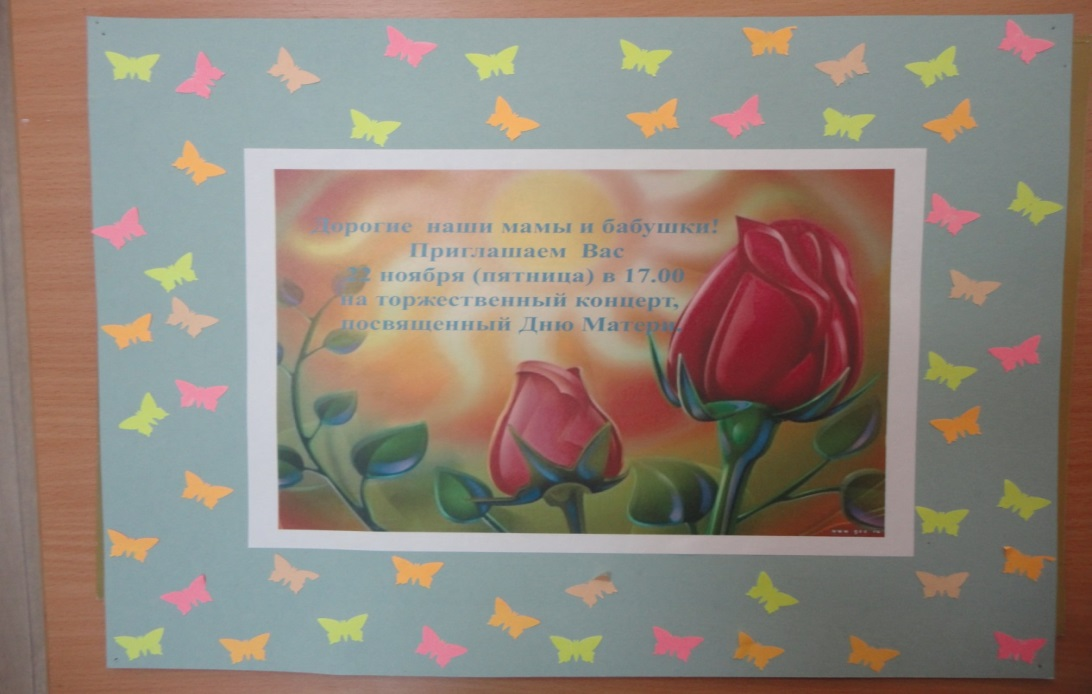 Дорогие наши мамы и бабушки!
Приглашаем Вас
22 ноября (пятница) в 17.00
на торжественный концерт,
посвященный Дню Матери.